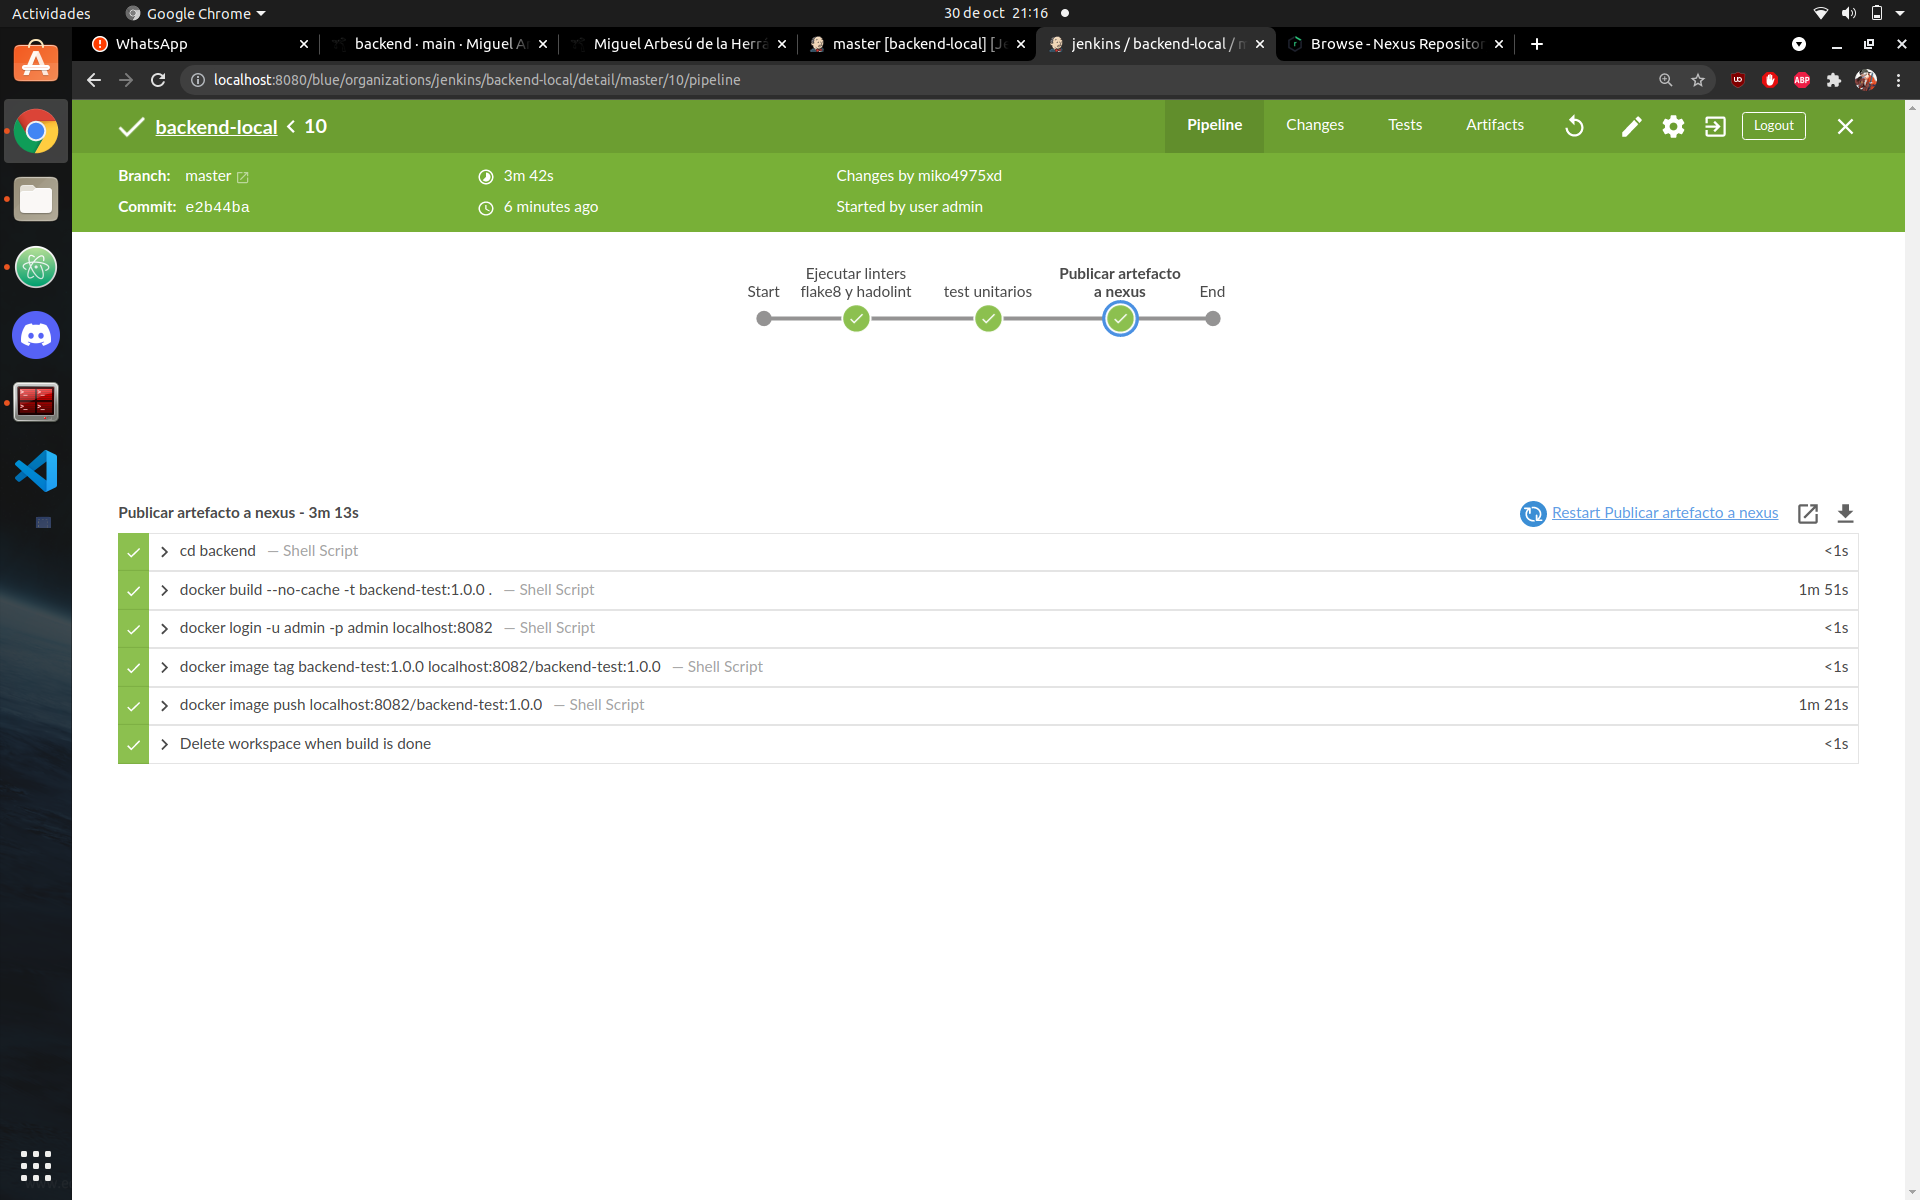 Actividades
Google Chrome
30 de oct 21:16
WhatsApp
backend · main · Miguel A
Miguel Arbesú de la Herrá
master [backend-local] [Je
jenkins / backend-local / m
Browse - Nexus Repositor
localhost:8080/blue/organizations/jenkins/backend-local/detail/master/10/pipeline
ABP
backend-local < 10
Pipeline
Changes
Tests
Artifacts
Logout
Branch: master
3m 42s
Changes by miko4975xd
Commit: e2b44ba
6 minutes ago
Started by user admin
Start
Ejecutar linters
flake8 y hadolint
test unitarios
Publicar artefacto
a nexus
End
Publicar artefacto a nexus - 3m 13s
Restart Publicar artefacto a nexus
cd backend — Shell Script <1s
docker build --no-cache -t backend-test:1.0.0 . — Shell Script 1m 51s
docker login -u admin -p admin localhost:8082 — Shell Script <1s
docker image tag backend-test:1.0.0 localhost:8082/backend-test:1.0.0 — Shell Script <1s
docker image push localhost:8082/backend-test:1.0.0 — Shell Script 1m 21s
Delete workspace when build is done <1s